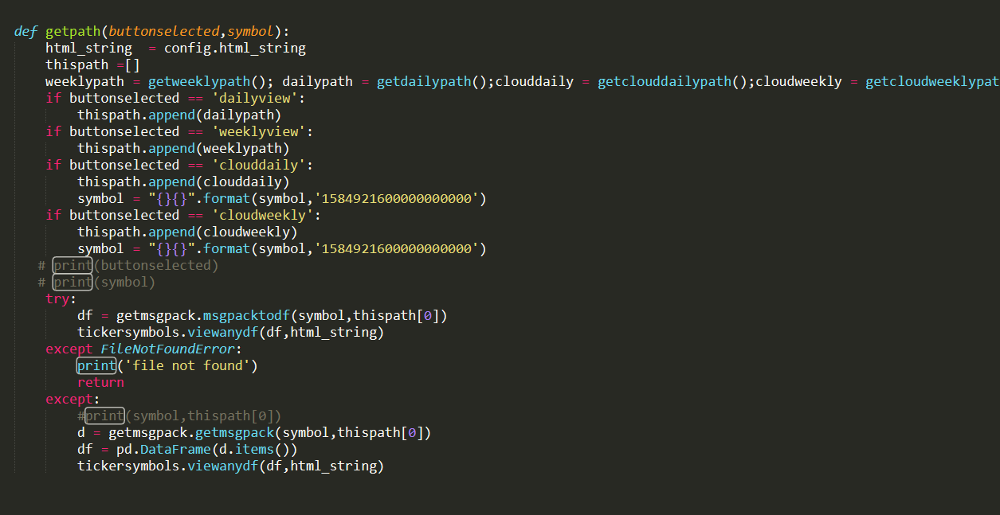 def getpath(buttonselected,symbol):
    html_string  = config.html_string
    thispath =[]
    weeklypath = getweeklypath(); dailypath = getdailypath();clouddaily = getclouddailypath();cloudweekly = getcloudweeklypat
    if buttonselected == 'dailyview':
        thispath.append(dailypath)
    if buttonselected == 'weeklyview':
        thispath.append(weeklypath)
    if buttonselected == 'clouddaily':
        thispath.append(clouddaily)
        symbol = "{}{}".format(symbol,'1584921600000000000')
    if buttonselected == 'cloudweekly':
        thispath.append(cloudweekly)
        symbol = "{}{}".format(symbol,'1584921600000000000')
   # print(buttonselected)
   # print(symbol)
    try:
        df = getmsgpack.msgpacktodf(symbol,thispath[0])
        tickersymbols.viewanydf(df,html_string)
    except FileNotFoundError:
        print('file not found')
        return
    except:
        #print(symbol,thispath[0])
        d = getmsgpack.getmsgpack(symbol,thispath[0])
        df = pd.DataFrame(d.items())
        tickersymbols.viewanydf(df,html_string)